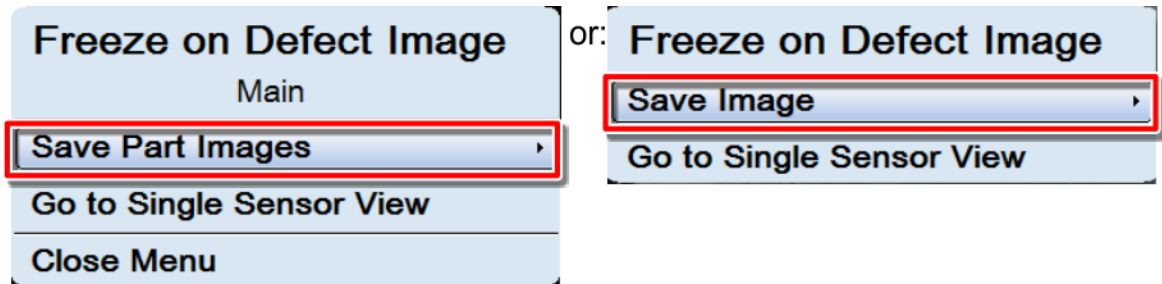 Freeze on Defect Image
Main
Save Part Images
Go to Single Sensor View
Close Menu
or:
Freeze on Defect Image
Save Image
Go to Single Sensor View